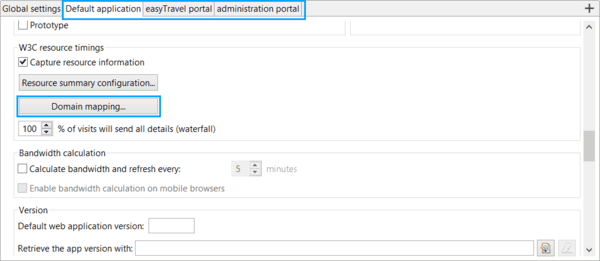 Global settings Default application easyTravel portal administration portal
Prototype
W3C resource timings
Capture resource information
Resource summary configuration...
Domain mapping...
100 % of visits will send all details (waterfall)
Bandwidth calculation
Calculate bandwidth and refresh every: 5 minutes
Enable bandwidth calculation on mobile browsers
Version
Default web application version:
Retrieve the app version with: